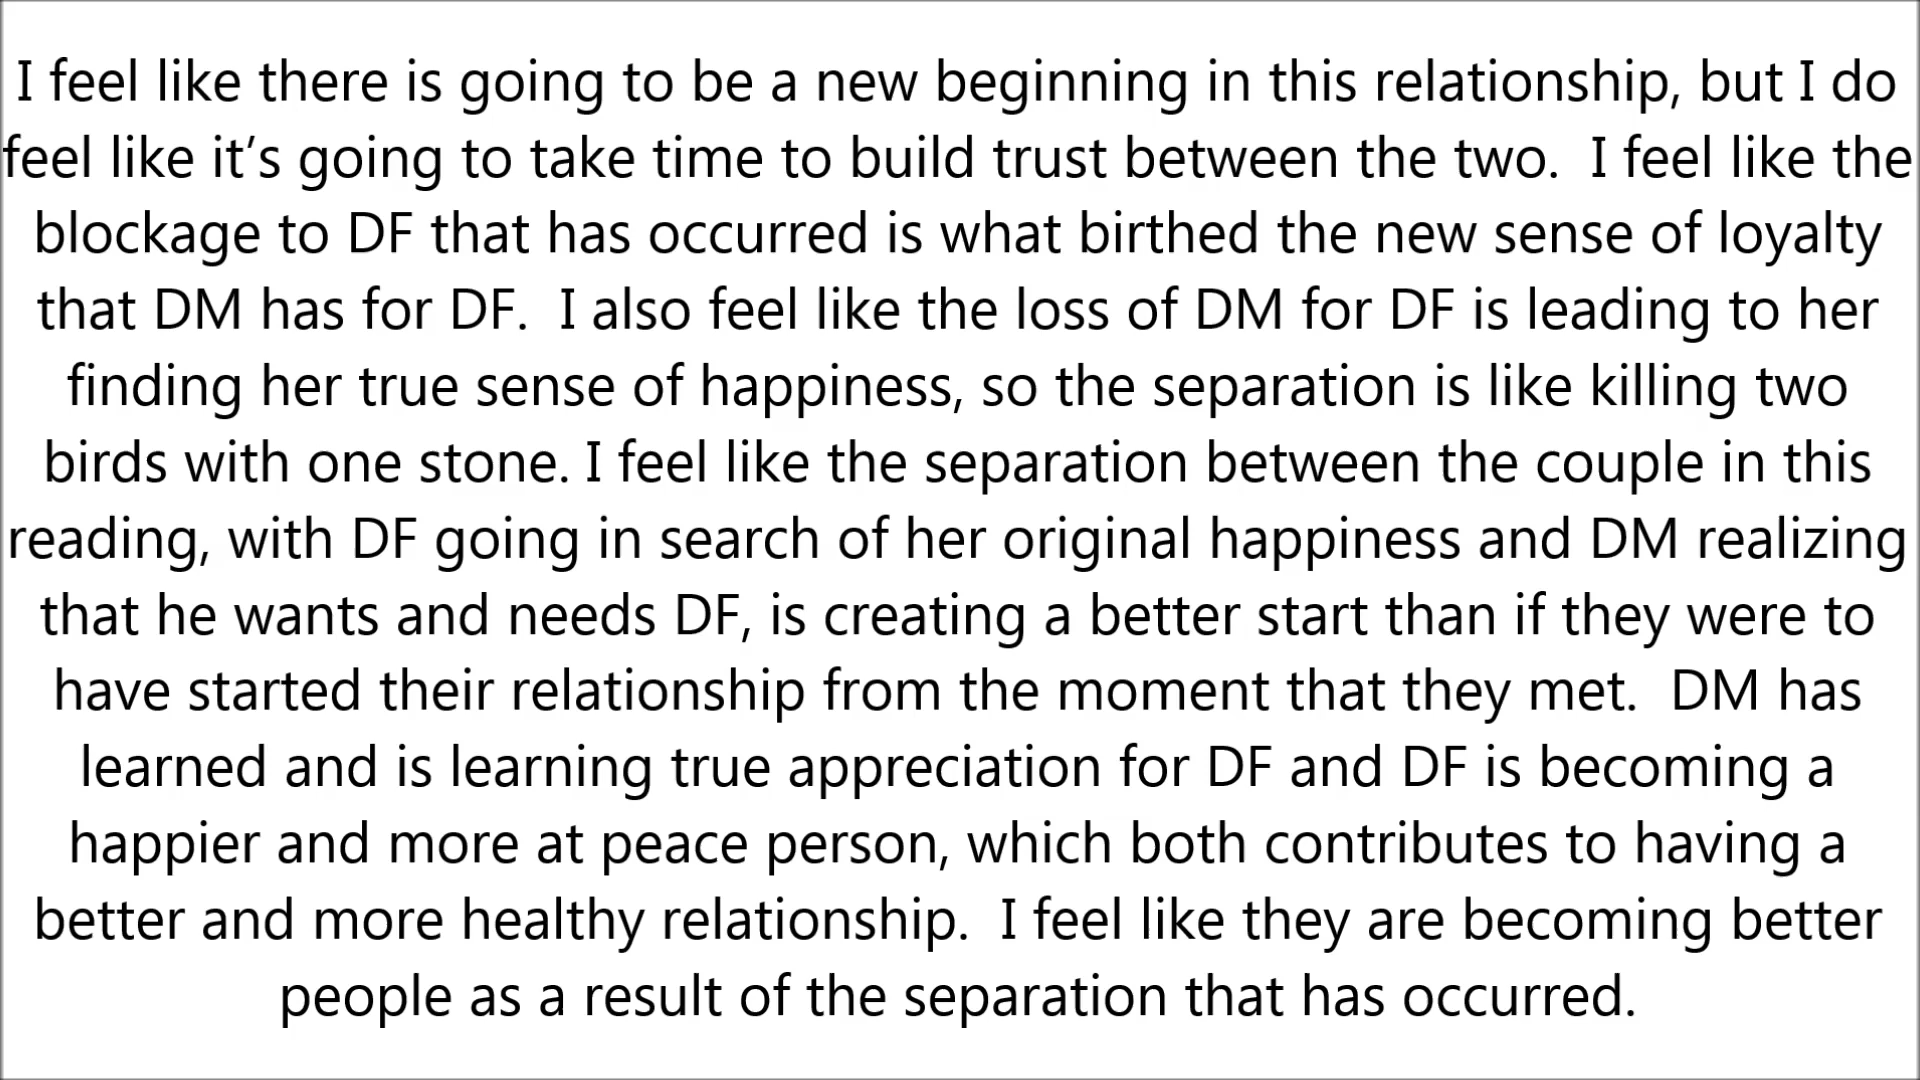 I feel like there is going to be a new beginning in this relationship, but I do
feel like it’s going to take time to build trust between the two.  I feel like the
blockage to DF that has occurred is what birthed the new sense of loyalty
that DM has for DF.  I also feel like the loss of DM for DF is leading to her
finding her true sense of happiness, so the separation is like killing two
birds with one stone. I feel like the separation between the couple in this
reading, with DF going in search of her original happiness and DM realizing
that he wants and needs DF, is creating a better start than if they were to
have started their relationship from the moment that they met.  DM has
learned and is learning true appreciation for DF and DF is becoming a
happier and more at peace person, which both contributes to having a
better and more healthy relationship.  I feel like they are becoming better
people as a result of the separation that has occurred.